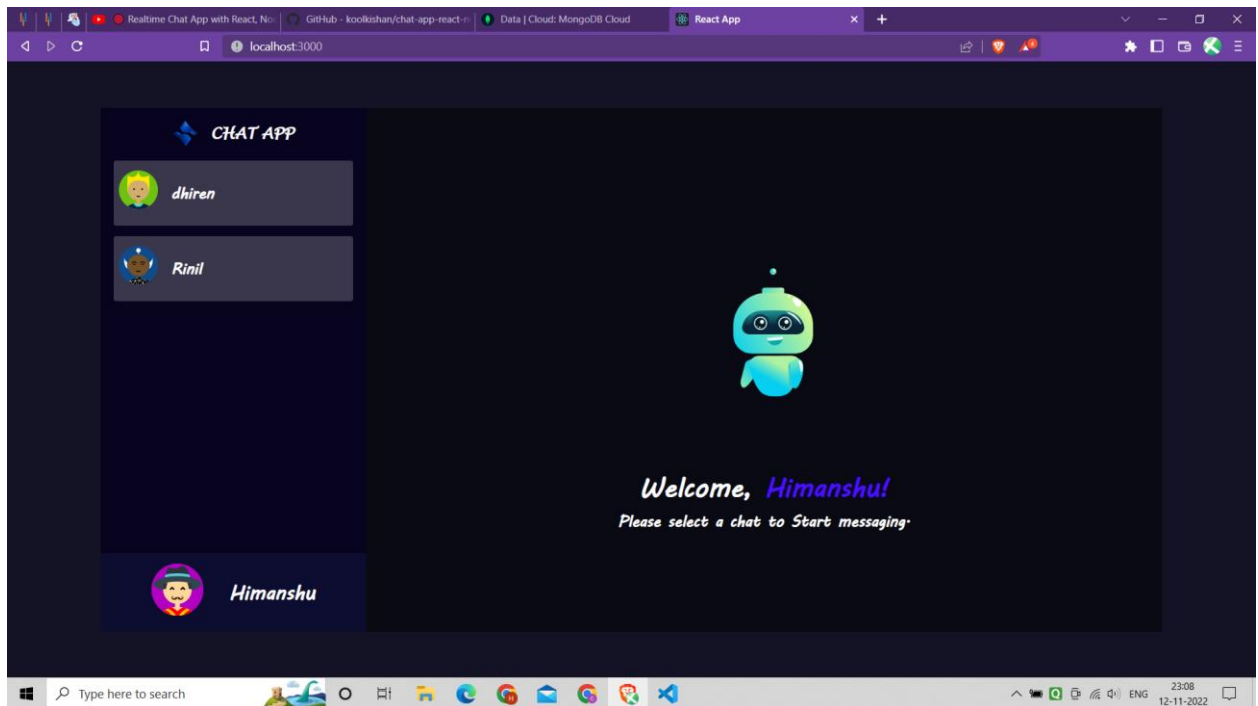 Realtime Chat App with React, No
GitHub - koolkishan/chat-app-react-n
Data | Cloud: MongoDB Cloud
React App
localhost:3000
CHAT APP
dhiren
Rinil
Welcome, Himanshu!
Please select a chat to Start messaging.
Himanshu
Type here to search
ENG
23:08
12-11-2022